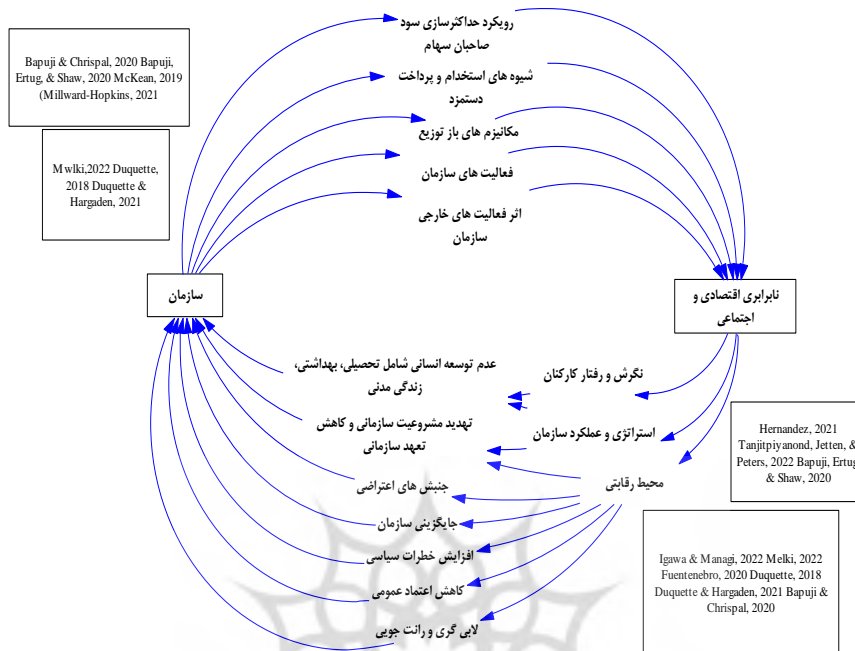 رویکرد حداکثرسازی سود
صاحبان سهام
Bapuji & Chrispal, 2020 Bapuji,
Ertug, & Shaw, 2020 McKean, 2019
(Millward-Hopkins, 2021
شیوه های استخدام و پرداخت
دستمزد
مکانیزم های باز توزیع
Mwlki,2022 Duquette,
2018 Duquette &
Hargaden, 2021
فعالیت های سازمان
اثر فعالیت های خارجی
سازمان
نابرابری اقتصادی و
اجتماعی
سازمان
عدم توسعه انسانی شامل تحصیلی، بهداشتی،
زندگی مدنی
نگرش و رفتار کارکنان
تهدید مشروعیت سازمانی و کاهش
تعهد سازمانی
استراتژی و عملکرد سازمان
Hernandez, 2021
Tanjitpiyanond, Jetten, &
Peters, 2022 Bapuji, Ertug,
& Shaw, 2020
محیط رقابتی
جنبش های اعتراضی
جایگزینی سازمان
افزایش خطرات سیاسی
کاهش اعتماد عمومی
لابی گری و رانت جویی
Igawa & Managi, 2022 Melki, 2022
Fuentenebro, 2020 Duquette, 2018
Duquette & Hargaden, 2021 Bapuji &
Chrispal, 2020